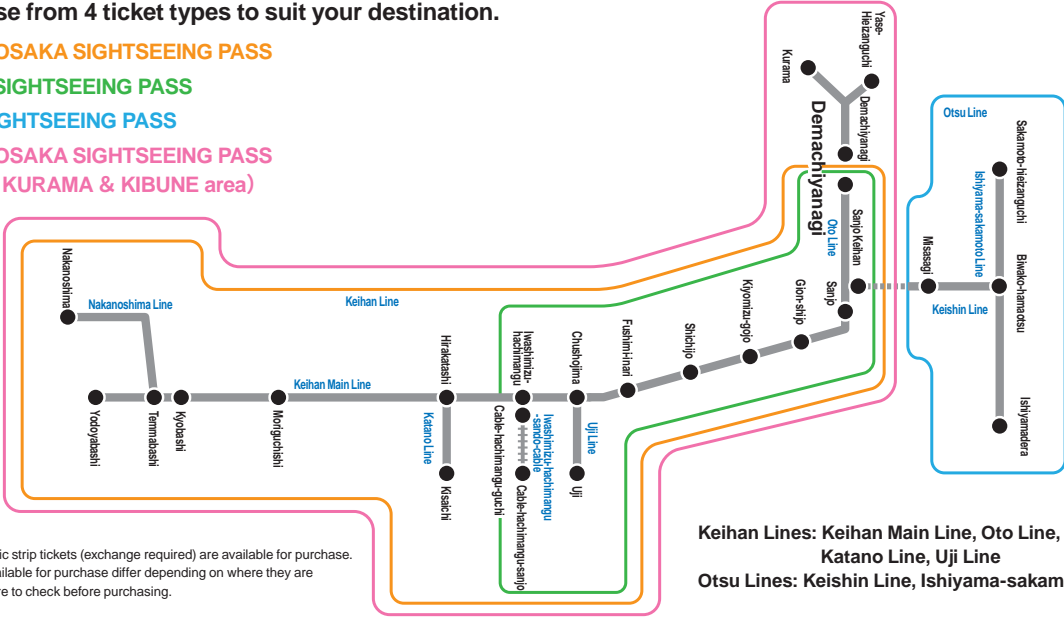 se from 4 ticket types to suit your destination.
OSAKA SIGHTSEEING PASS
SIGHTSEEING PASS
GHTSEEING PASS
OSAKA SIGHTSEEING PASS
KURAMA & KIBUNE area）
Yase-
Hieizanguchi
Kurama
Demachiyanagi
Demachiyanagi
Otsu Line
Sakamoto-hieizanguchi
Ishiyama-sakamoto Line
Sanjo Keihan
Oto Line
Misasagi
Biwako-hamaotsu
Sanjo
Keishin Line
Nakanoshima
Nakanoshima Line
Keihan Line
Gion-shijo
Kiyomizu-gojo
Shichijo
Fushimi-inari
Chushojima
Iwashimizu-
hachimangu
Hirakatashi
Keihan Main Line
Ishiyamadera
Yodoyabashi
Temmabashi
Kyobashi
Moriguchishi
Katano Line
Kisaichi
Cable-hachimangu-guchi
Iwashimizu-hachimangu
-sando-cable
Cable-hachimangu-sanjo
Uji Line
Uji
ic strip tickets (exchange required) are available for purchase.
ailable for purchase differ depending on where they are
re to check before purchasing.
Keihan Lines: Keihan Main Line, Oto Line,
Katano Line, Uji Line
Otsu Lines: Keishin Line, Ishiyama-sakam